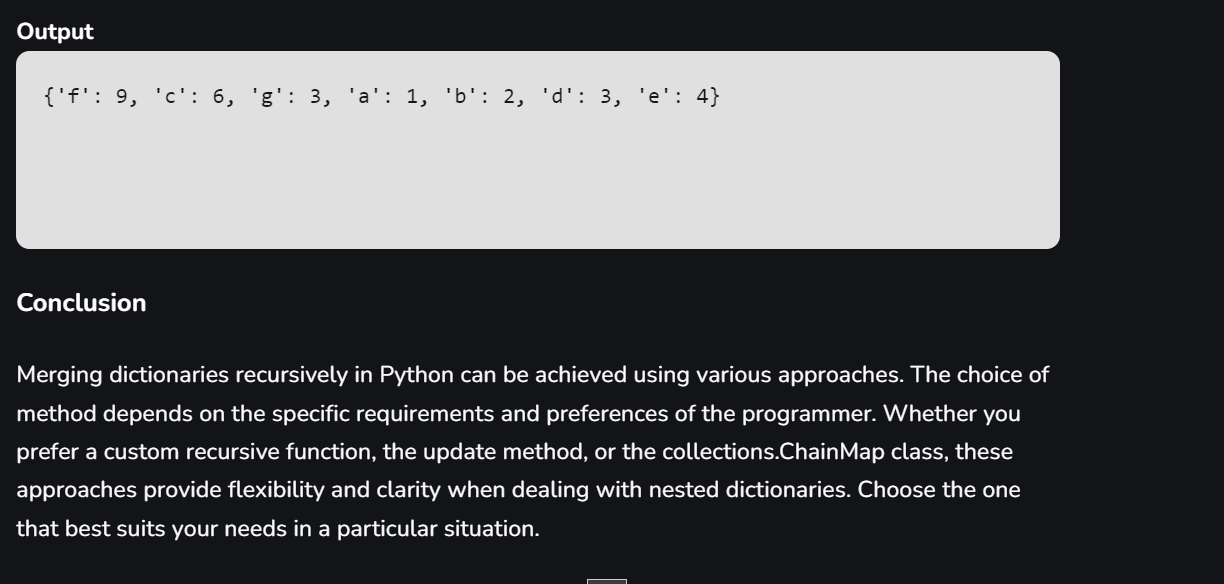 Output
{'f': 9, 'c': 6, 'g': 3, 'a': 1, 'b': 2, 'd': 3, 'e': 4}
Conclusion
Merging dictionaries recursively in Python can be achieved using various approaches. The choice of
method depends on the specific requirements and preferences of the programmer. Whether you
prefer a custom recursive function, the update method, or the collections.ChainMap class, these
approaches provide flexibility and clarity when dealing with nested dictionaries. Choose the one
that best suits your needs in a particular situation.